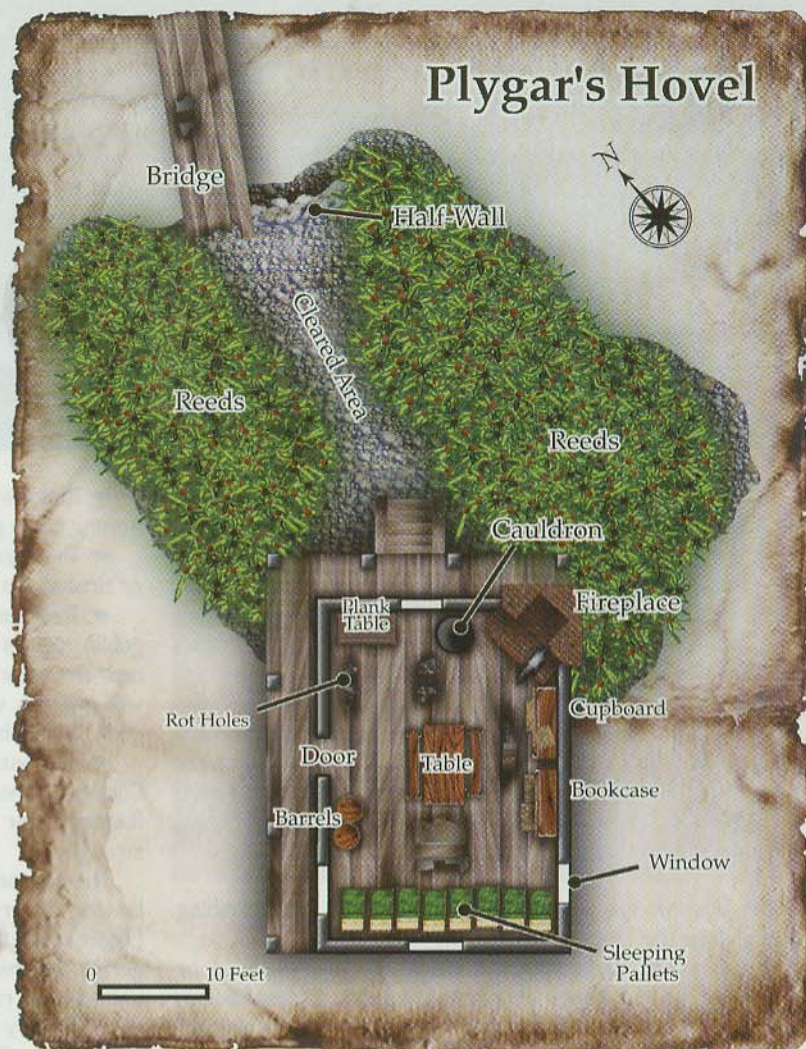 Plygar's Hovel
N
Bridge
Half-Wall
Cleared Area
Reeds
Reeds
Cauldron
Plank
Table
Fireplace
Rot Holes
Cupboard
Door
Table
Bookcase
Barrels
Window
Sleeping
Pallets
0 10 Feet